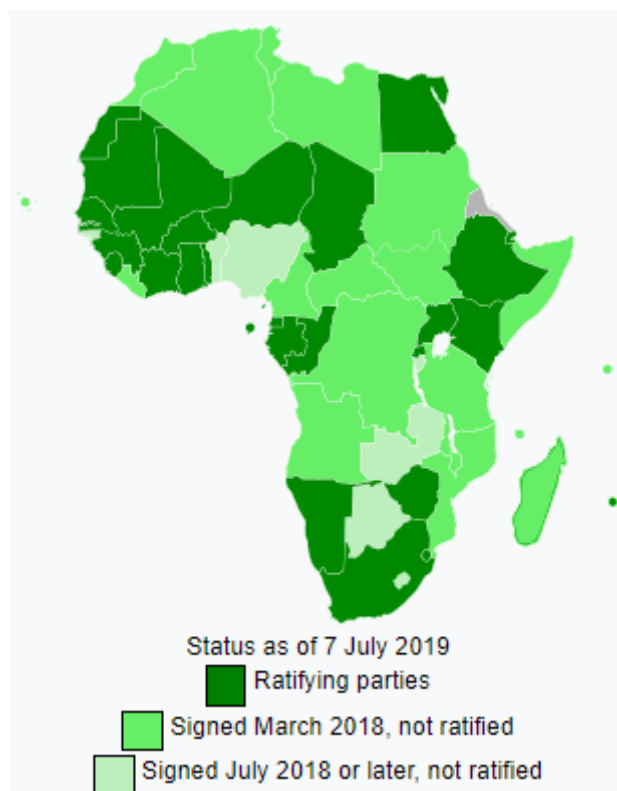 Status as of 7 July 2019
Ratifying parties
Signed March 2018, not ratified
Signed July 2018 or later, not ratified